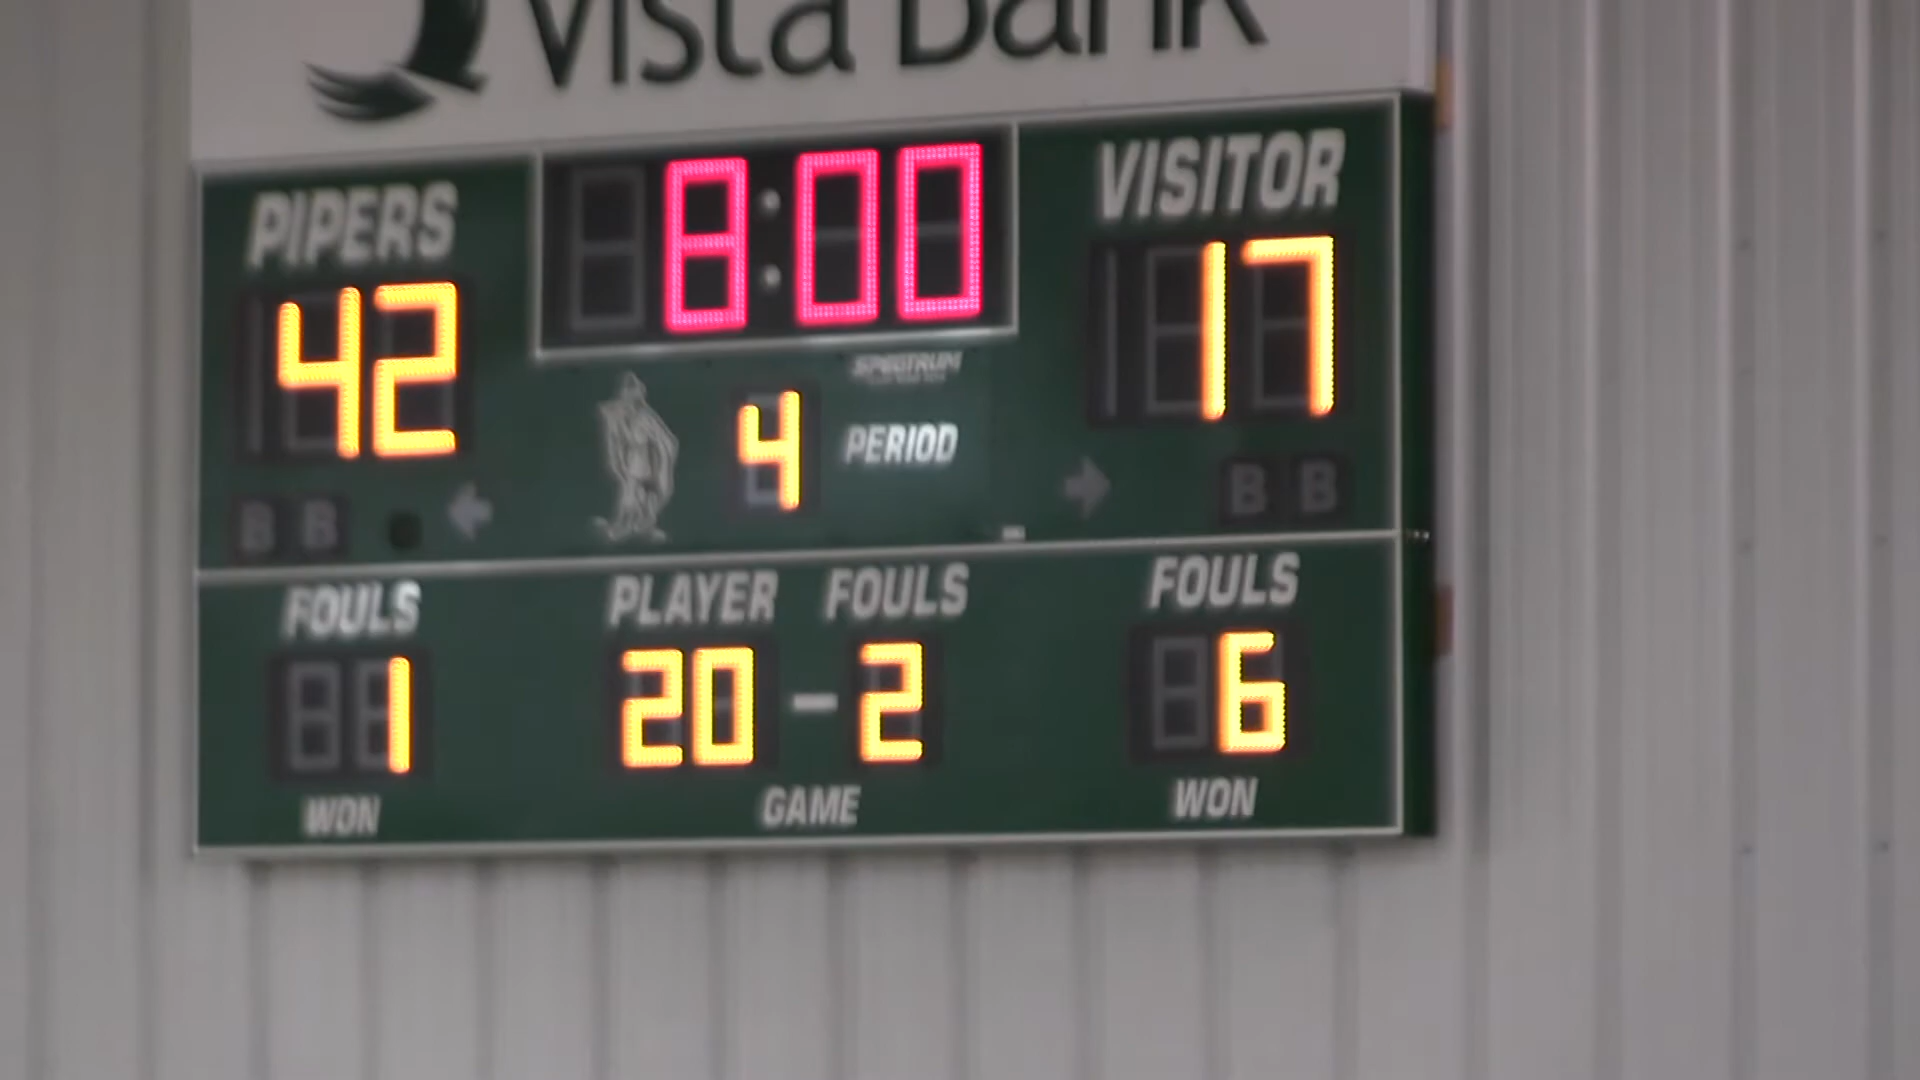 Vista Bank
PIPERS 8:00 VISITOR
42 17
SPECTRUM
4 PERIOD
B B B B
FOULS PLAYER FOULS FOULS
1 20 - 2 6
WON GAME WON